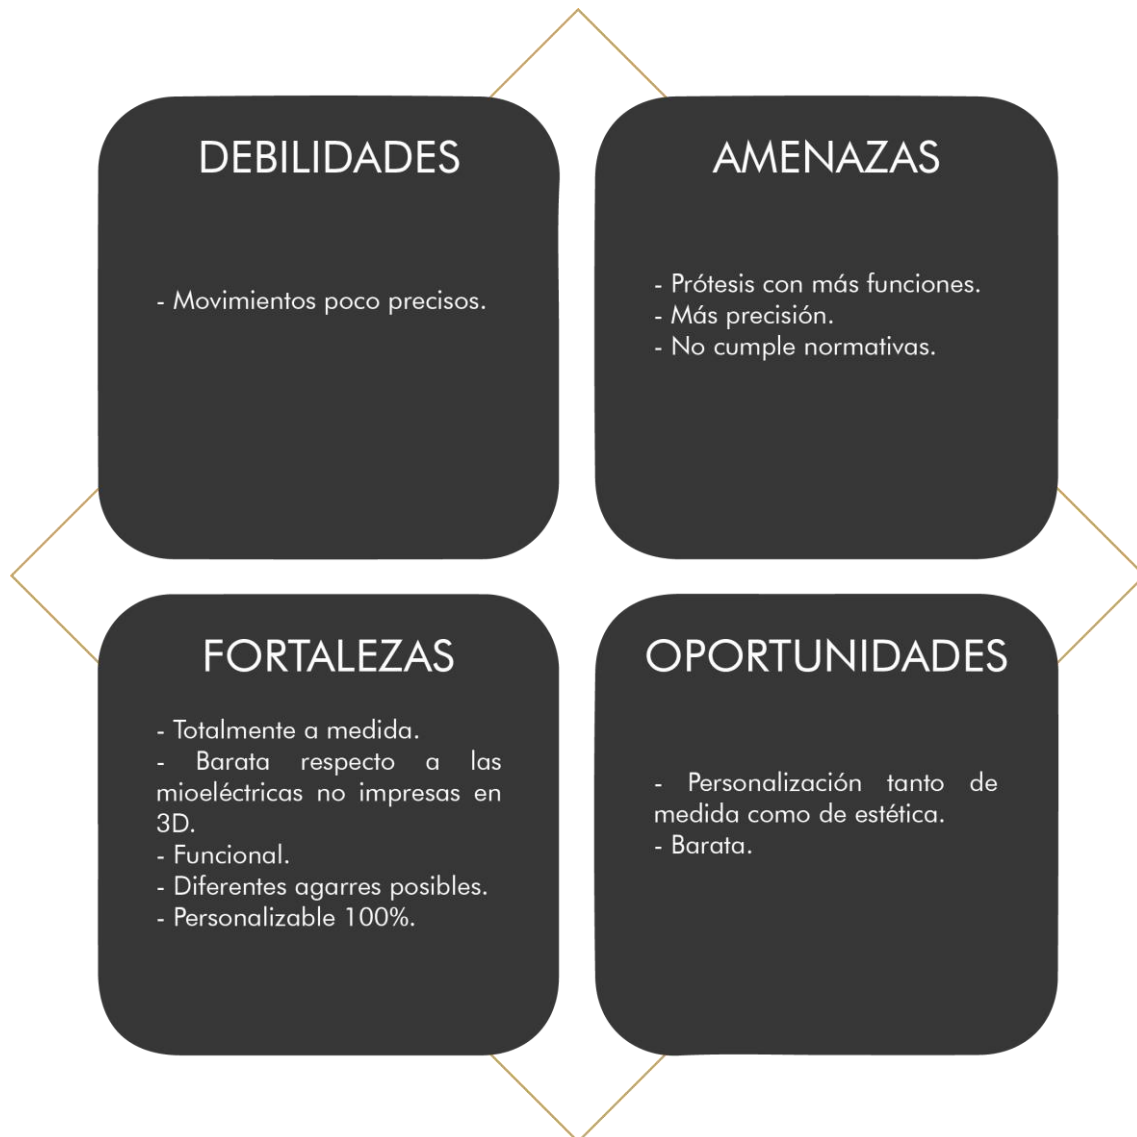 DEBILIDADES
- Movimientos poco precisos.
AMENAZAS
- Prótesis con más funciones.
- Más precisión.
- No cumple normativas.
FORTALEZAS
- Totalmente a medida.
- Barata respecto a las
mioeléctricas no impresas en
3D.
- Funcional.
- Diferentes agarres posibles.
- Personalizable 100%.
OPORTUNIDADES
- Personalización tanto de
medida como de estética.
- Barata.